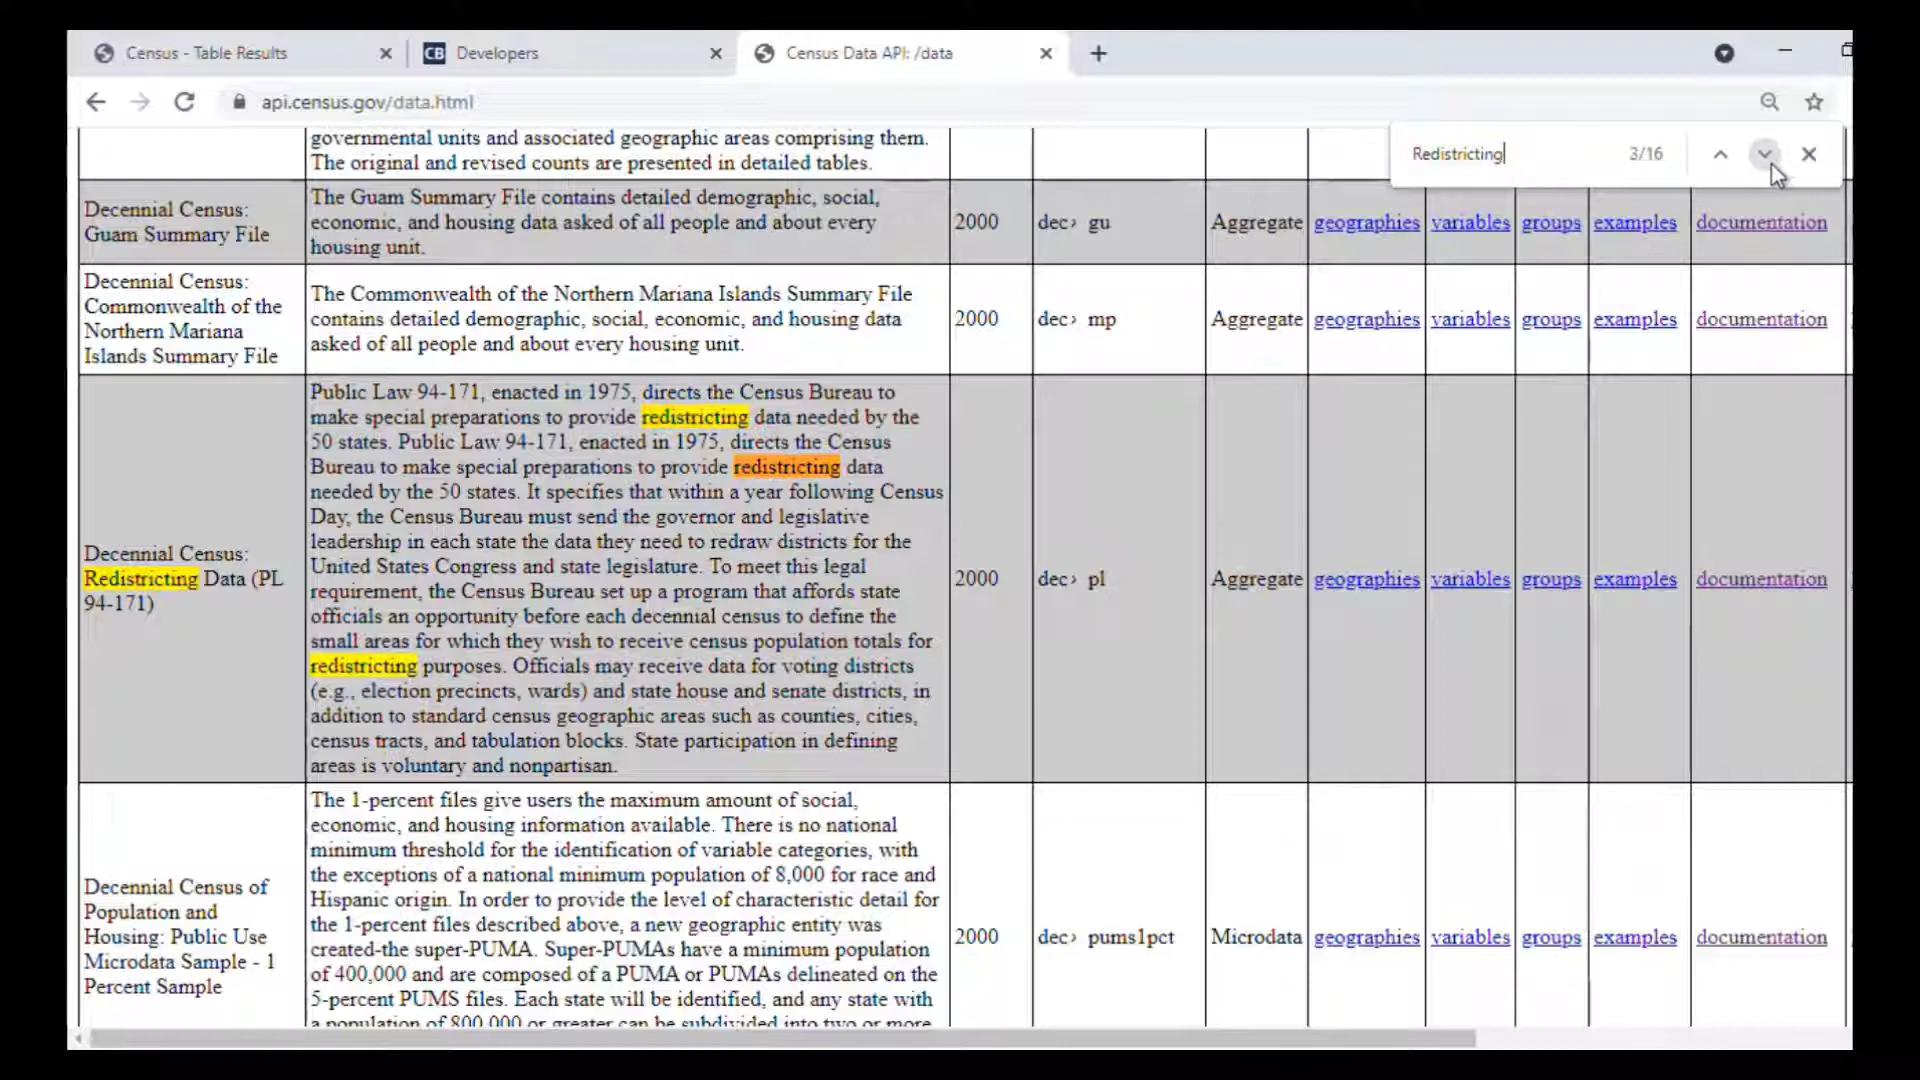 Census - Table Results
CB Developers
Census Data API: /data
api.census.gov/data.html
Redistricting 3/16
governmental units and associated geographic areas comprising them.
The original and revised counts are presented in detailed tables.
Decennial Census:
Guam Summary File
The Guam Summary File contains detailed demographic, social,
economic, and housing data asked of all people and about every
housing unit.
2000 dec› gu Aggregate geographies variables groups examples documentation
Decennial Census:
Commonwealth of the
Northern Mariana
Islands Summary File
The Commonwealth of the Northern Mariana Islands Summary File
contains detailed demographic, social, economic, and housing data
asked of all people and about every housing unit.
2000 dec› mp Aggregate geographies variables groups examples documentation
Decennial Census:
Redistricting Data (PL
94-171)
Public Law 94-171, enacted in 1975, directs the Census Bureau to
make special preparations to provide redistricting data needed by the
50 states. Public Law 94-171, enacted in 1975, directs the Census
Bureau to make special preparations to provide redistricting data
needed by the 50 states. It specifies that within a year following Census
Day, the Census Bureau must send the governor and legislative
leadership in each state the data they need to redraw districts for the
United States Congress and state legislature. To meet this legal
requirement, the Census Bureau set up a program that affords state
officials an opportunity before each decennial census to define the
small areas for which they wish to receive census population totals for
redistricting purposes. Officials may receive data for voting districts
(e.g., election precincts, wards) and state house and senate districts, in
addition to standard census geographic areas such as counties, cities,
census tracts, and tabulation blocks. State participation in defining
areas is voluntary and nonpartisan.
2000 dec› pl Aggregate geographies variables groups examples documentation
Decennial Census of
Population and
Housing: Public Use
Microdata Sample - 1
Percent Sample
The 1-percent files give users the maximum amount of social,
economic, and housing information available. There is no national
minimum threshold for the identification of variable categories, with
the exceptions of a national minimum population of 8,000 for race and
Hispanic origin. In order to provide the level of characteristic detail for
the 1-percent files described above, a new geographic entity was
created-the super-PUMA. Super-PUMAs have a minimum population
of 400,000 and are composed of a PUMA or PUMAs delineated on the
5-percent PUMS files. Each state will be identified, and any state with
a population of 800,000 or greater can be subdivided into two or more
2000 dec› pums1pct Microdata geographies variables groups examples documentation